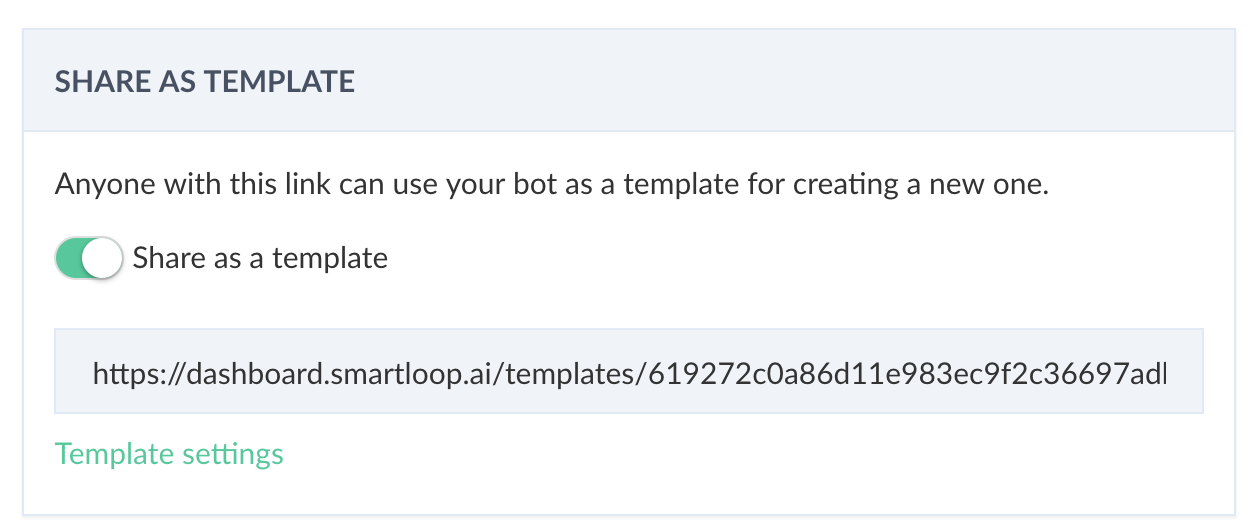 SHARE AS TEMPLATE
Anyone with this link can use your bot as a template for creating a new one.
Share as a template
https://dashboard.smartloop.ai/templates/619272c0a86d11e983ec9f2c36697ad
Template settings